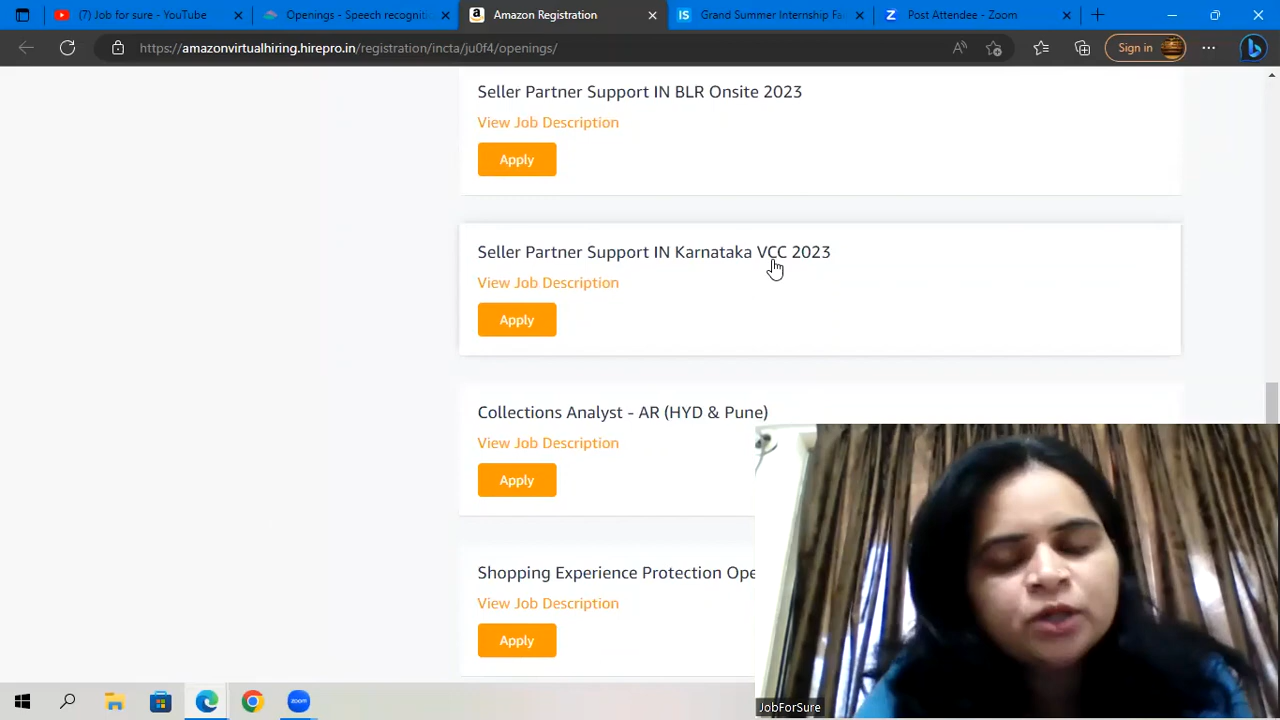 (7) Job for sure - YouTube
Openings - Speech recogniti
Amazon Registration
Grand Summer Internship Fa
Post Attendee - Zoom
https://amazonvirtualhiring.hirepro.in/registration/incta/ju0f4/openings/
Sign in
Seller Partner Support IN BLR Onsite 2023
View Job Description
Apply
Seller Partner Support IN Karnataka VCC 2023
View Job Description
Apply
Collections Analyst - AR (HYD & Pune)
View Job Description
Apply
Shopping Experience Protection Ope
View Job Description
Apply
zoom
JobForSure